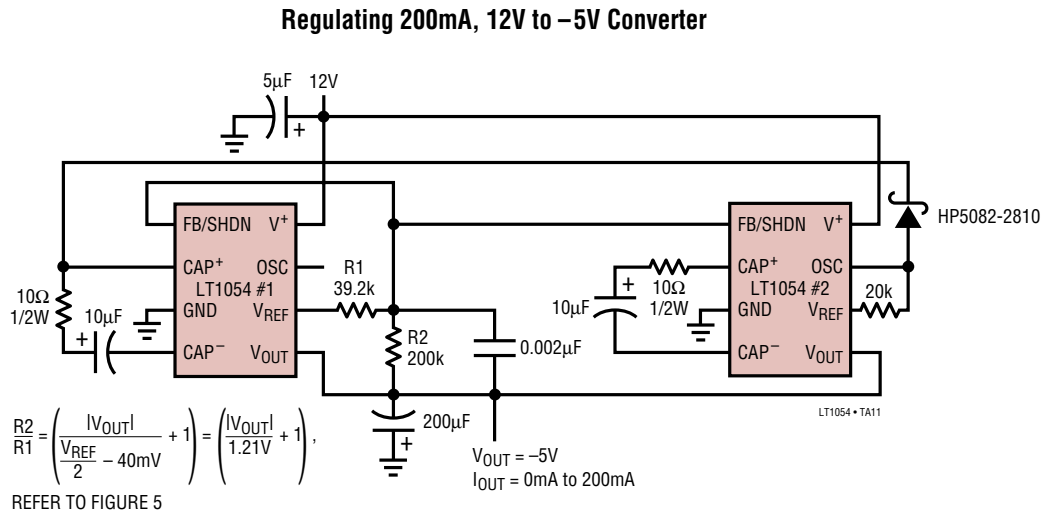 Regulating 200mA, 12V to –5V Converter
5µF 12V
+
FB/SHDN V+
CAP+ OSC
LT1054 #1
GND VREF
CAP– VOUT
10Ω
1/2W
10µF
+
R1
39.2k
R2
200k
0.002µF
200µF
+
FB/SHDN V+
CAP+ OSC
LT1054 #2
GND VREF
CAP– VOUT
HP5082-2810
20k
10µF
+
10Ω
1/2W
LT1054 • TA11
VOUT = –5V
IOUT = 0mA to 200mA
R2/R1 = (|VOUT|/(VREF/2 – 40mV) + 1) = (|VOUT|/1.21V + 1),
REFER TO FIGURE 5